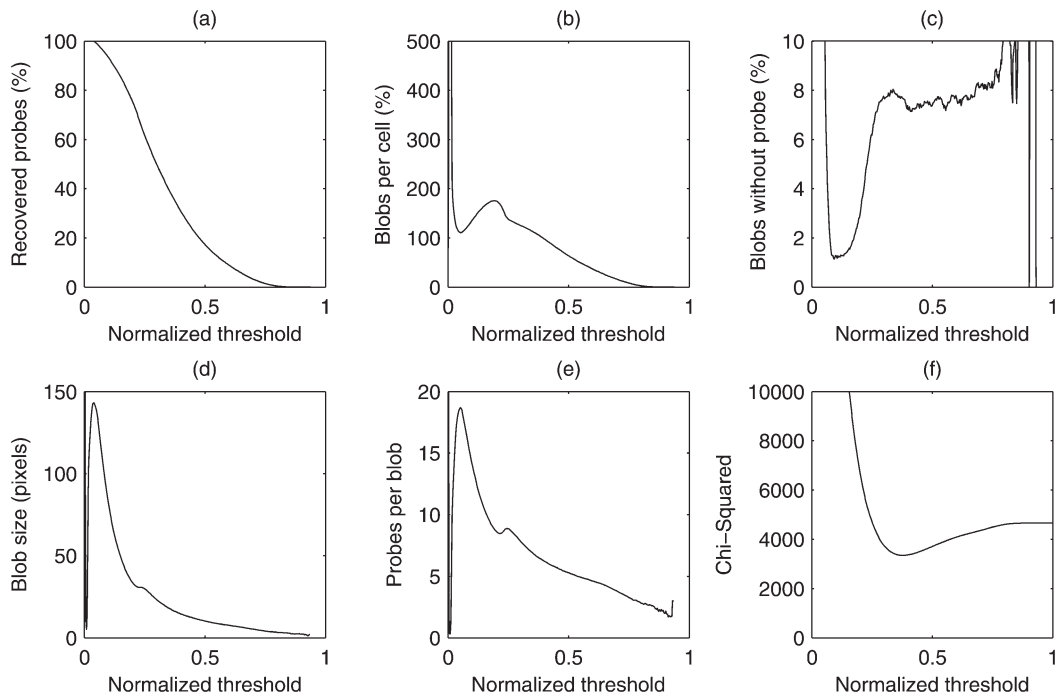 (a)
Recovered probes (%)
100
80
60
40
20
0
0 0.5 1
Normalized threshold
(b)
Blobs per cell (%)
500
400
300
200
100
0
0 0.5 1
Normalized threshold
(c)
Blobs without probe (%)
10
8
6
4
2
0
0 0.5 1
Normalized threshold
(d)
Blob size (pixels)
150
100
50
0
0 0.5 1
Normalized threshold
(e)
Probes per blob
20
15
10
5
0
0 0.5 1
Normalized threshold
(f)
Chi−Squared
10000
8000
6000
4000
2000
0
0 0.5 1
Normalized threshold